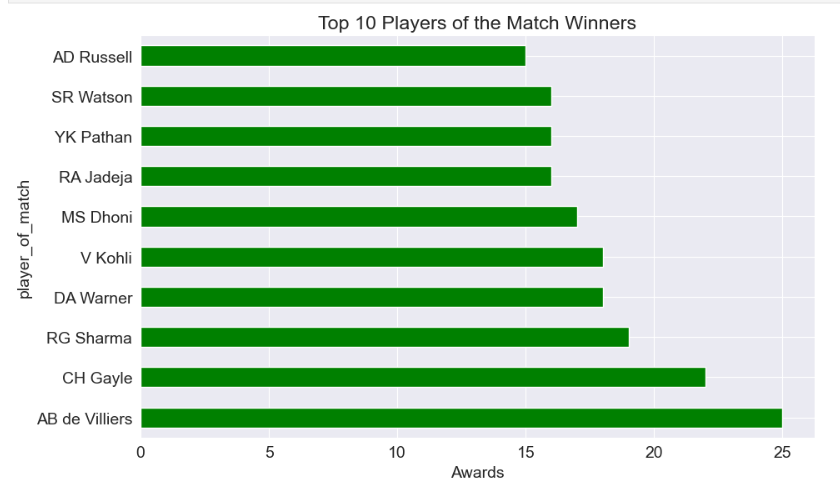 Top 10 Players of the Match Winners
player_of_match
AD Russell
SR Watson
YK Pathan
RA Jadeja
MS Dhoni
V Kohli
DA Warner
RG Sharma
CH Gayle
AB de Villiers
0 5 10 15 20 25
Awards